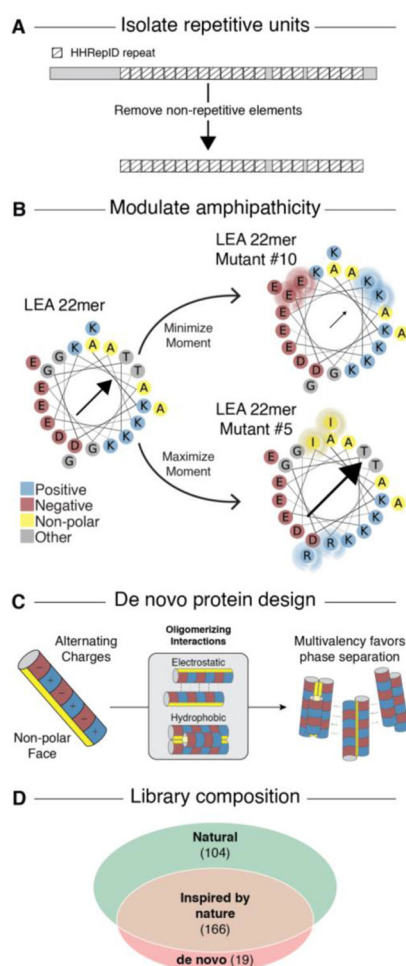 A Isolate repetitive units
HHRepID repeat
Remove non-repetitive elements
B Modulate amphipathicity
LEA 22mer
Mutant #10
LEA 22mer
Minimize
Moment
LEA 22mer
Mutant #5
Maximize
Moment
Positive
Negative
Non-polar
Other
C De novo protein design
Alternating
Charges
Non-polar
Face
Oligomerizing
Interactions
Electrostatic
Hydrophobic
Multivalency favors
phase separation
D Library composition
Natural
(104)
Inspired by
nature
(166)
de novo (19)